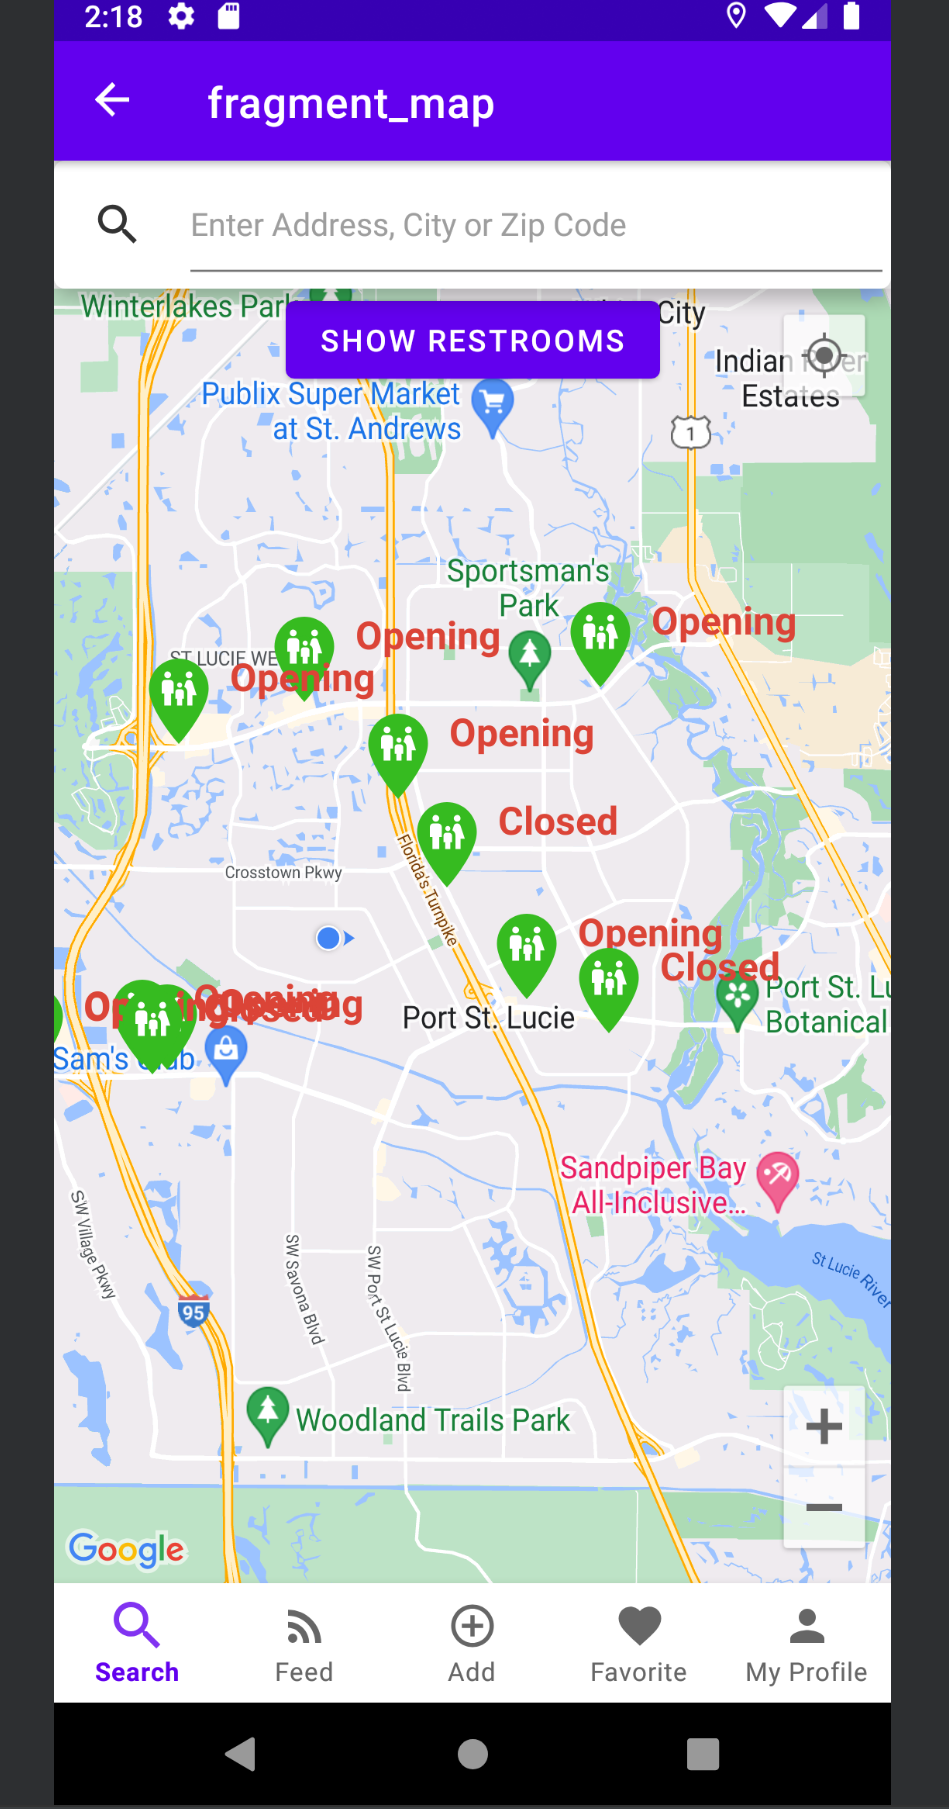 2:18
fragment_map
Enter Address, City or Zip Code
Winterlakes Park
City
SHOW RESTROOMS
Indian River
Estates
Publix Super Market
at St. Andrews
1
Sportsman's
Park
Opening
Opening
ST LUCIE WE
Opening
Opening
Closed
Crosstown Pkwy
Florida's Turnpike
Opening
Closed
Opening
Port St. Lu
Botanical
Port St. Lucie
Sam's Club
Sandpiper Bay
All-Inclusive...
SW Village Pkwy
SW Savona Blvd
SW Port St Lucie Blvd
St Lucie River
95
Woodland Trails Park
+
−
Google
Search
Feed
Add
Favorite
My Profile